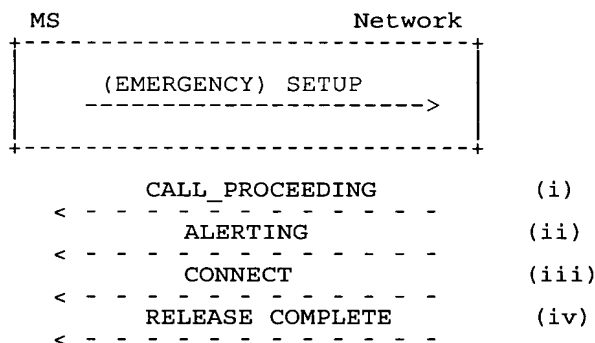 MS Network
(EMERGENCY) SETUP
CALL_PROCEEDING (i)
ALERTING (ii)
CONNECT (iii)
RELEASE COMPLETE (iv)